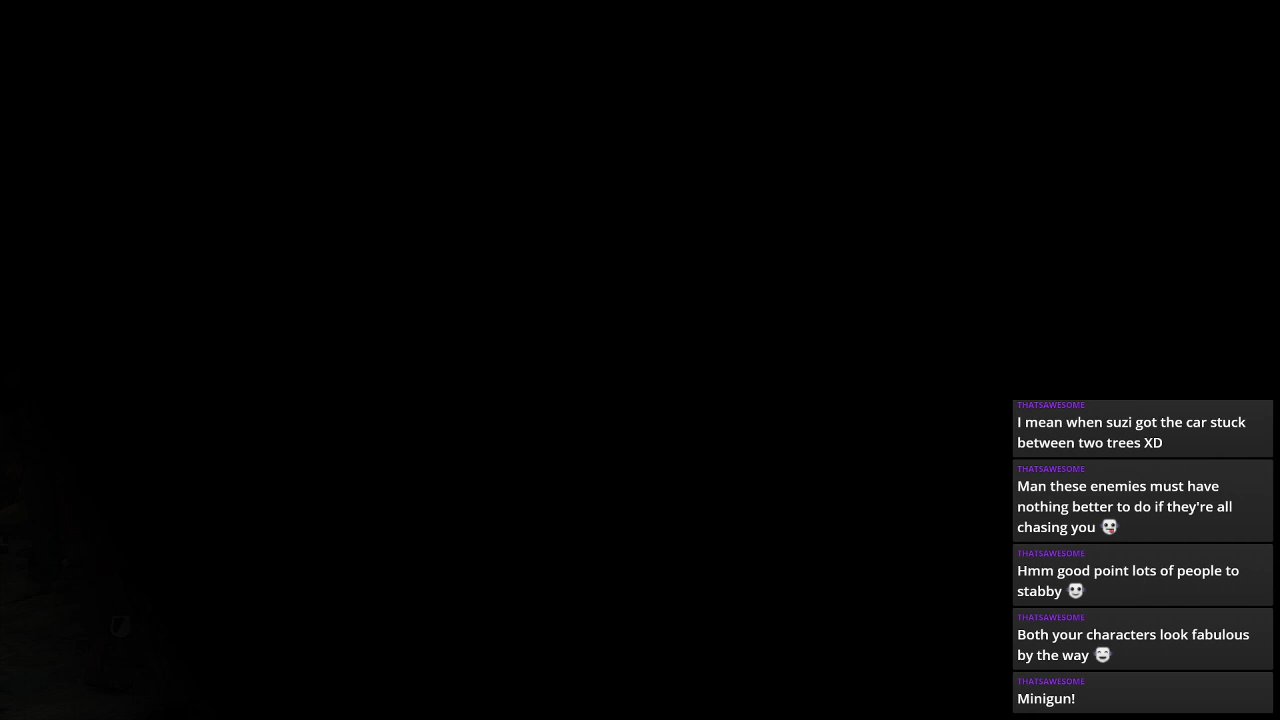 THATSAWESOME
I mean when suzi got the car stuck
between two trees XD
THATSAWESOME
Man these enemies must have
nothing better to do if they're all
chasing you
THATSAWESOME
Hmm good point lots of people to
stabby
THATSAWESOME
Both your characters look fabulous
by the way
THATSAWESOME
Minigun!